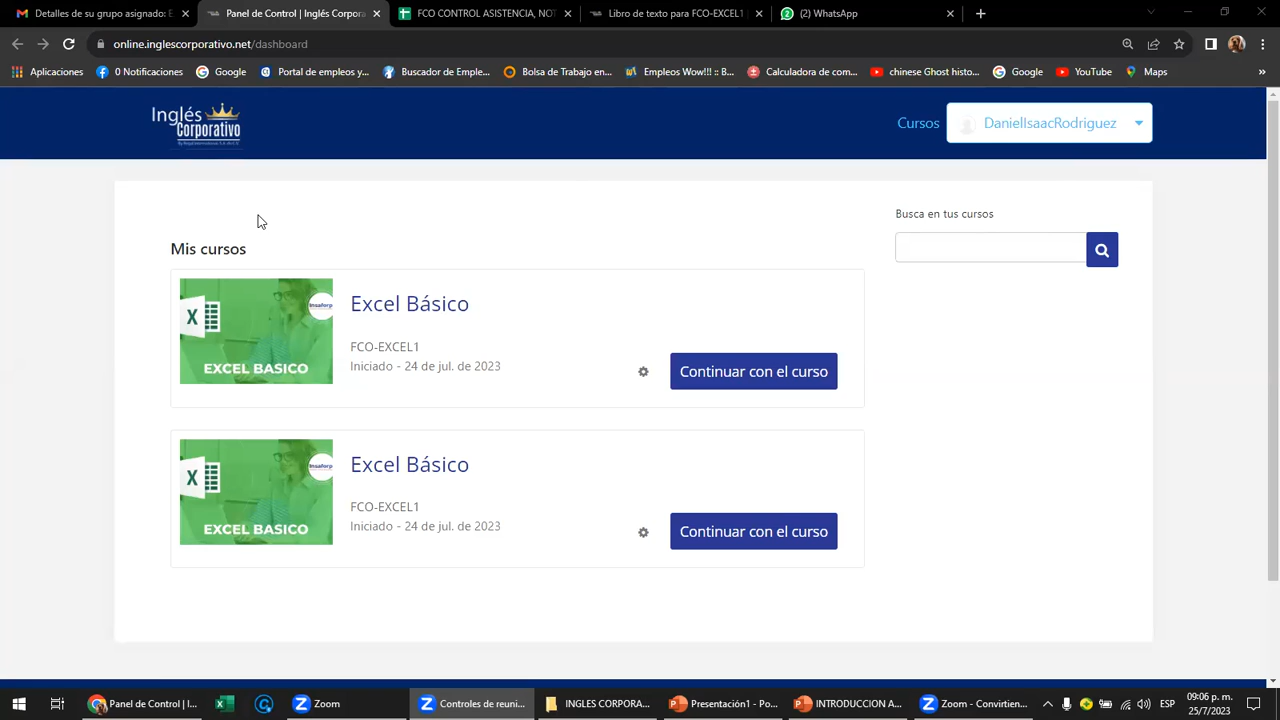 Detalles de su grupo asignado: E
Panel de Control | Inglés Corpor
FCO CONTROL ASISTENCIA, NOT
Libro de texto para FCO-EXCEL1
(2) WhatsApp
online.inglescorporativo.net/dashboard
Aplicaciones
0 Notificaciones
Google
Portal de empleos y...
Buscador de Emple...
Bolsa de Trabajo en...
Empleos Wow!!! :: B...
Calculadora de com...
chinese Ghost histo...
Google
YouTube
Maps
»
Inglés
Corporativo
Cursos
DanielIsaacRodriguez
Busca en tus cursos
Mis cursos
Insaforp
EXCEL BASICO
Excel Básico
FCO-EXCEL1
Iniciado - 24 de jul. de 2023
Continuar con el curso
Insaforp
EXCEL BASICO
Excel Básico
FCO-EXCEL1
Iniciado - 24 de jul. de 2023
Continuar con el curso
Panel de Control | I...
Zoom
Controles de reuni...
INGLES CORPORA...
Presentación1 - Po...
INTRODUCCION A...
Zoom - Convirtien...
ESP
09:06 p. m.
25/7/2023